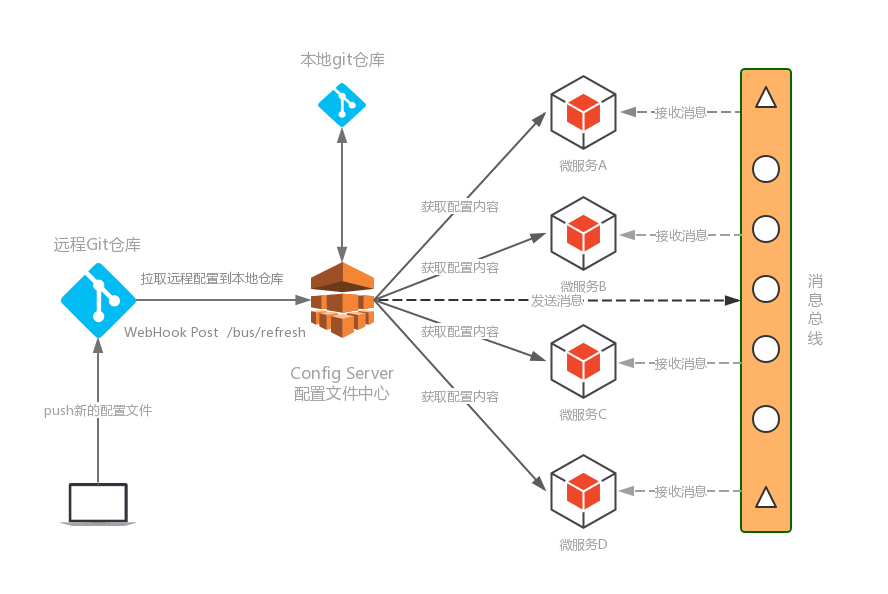 本地git仓库
接收消息
微服务A
获取配置内容
远程Git仓库
接收消息
获取配置内容
拉取远程配置到本地仓库
微服务B
发送消息
消
息
总
线
WebHook Post /bus/refresh
获取配置内容
接收消息
Config Server
配置文件中心
获取配置内容
push新的配置文件
微服务C
接收消息
微服务D